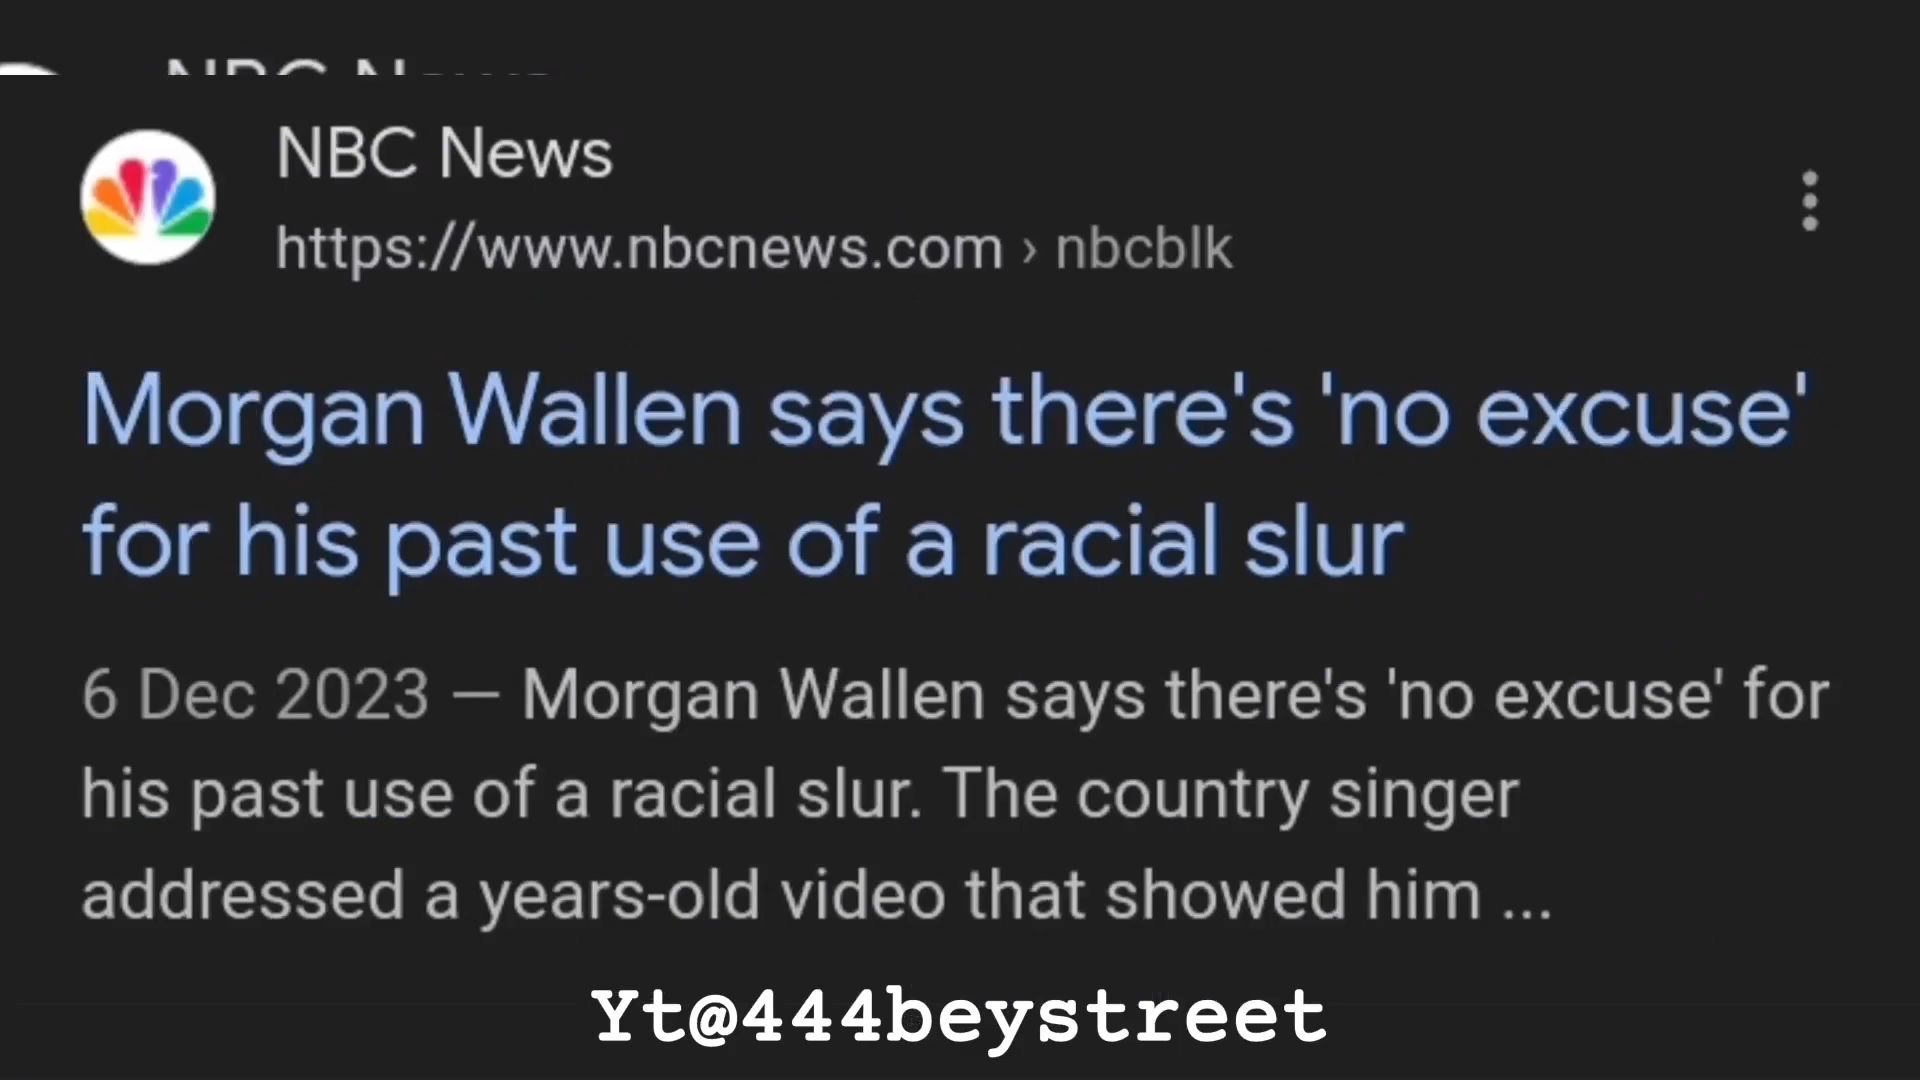 NBC News
NBC News
https://www.nbcnews.com › nbcblk
Morgan Wallen says there's 'no excuse'
for his past use of a racial slur
6 Dec 2023 — Morgan Wallen says there's 'no excuse' for
his past use of a racial slur. The country singer
addressed a years-old video that showed him ...
Yt@444beystreet